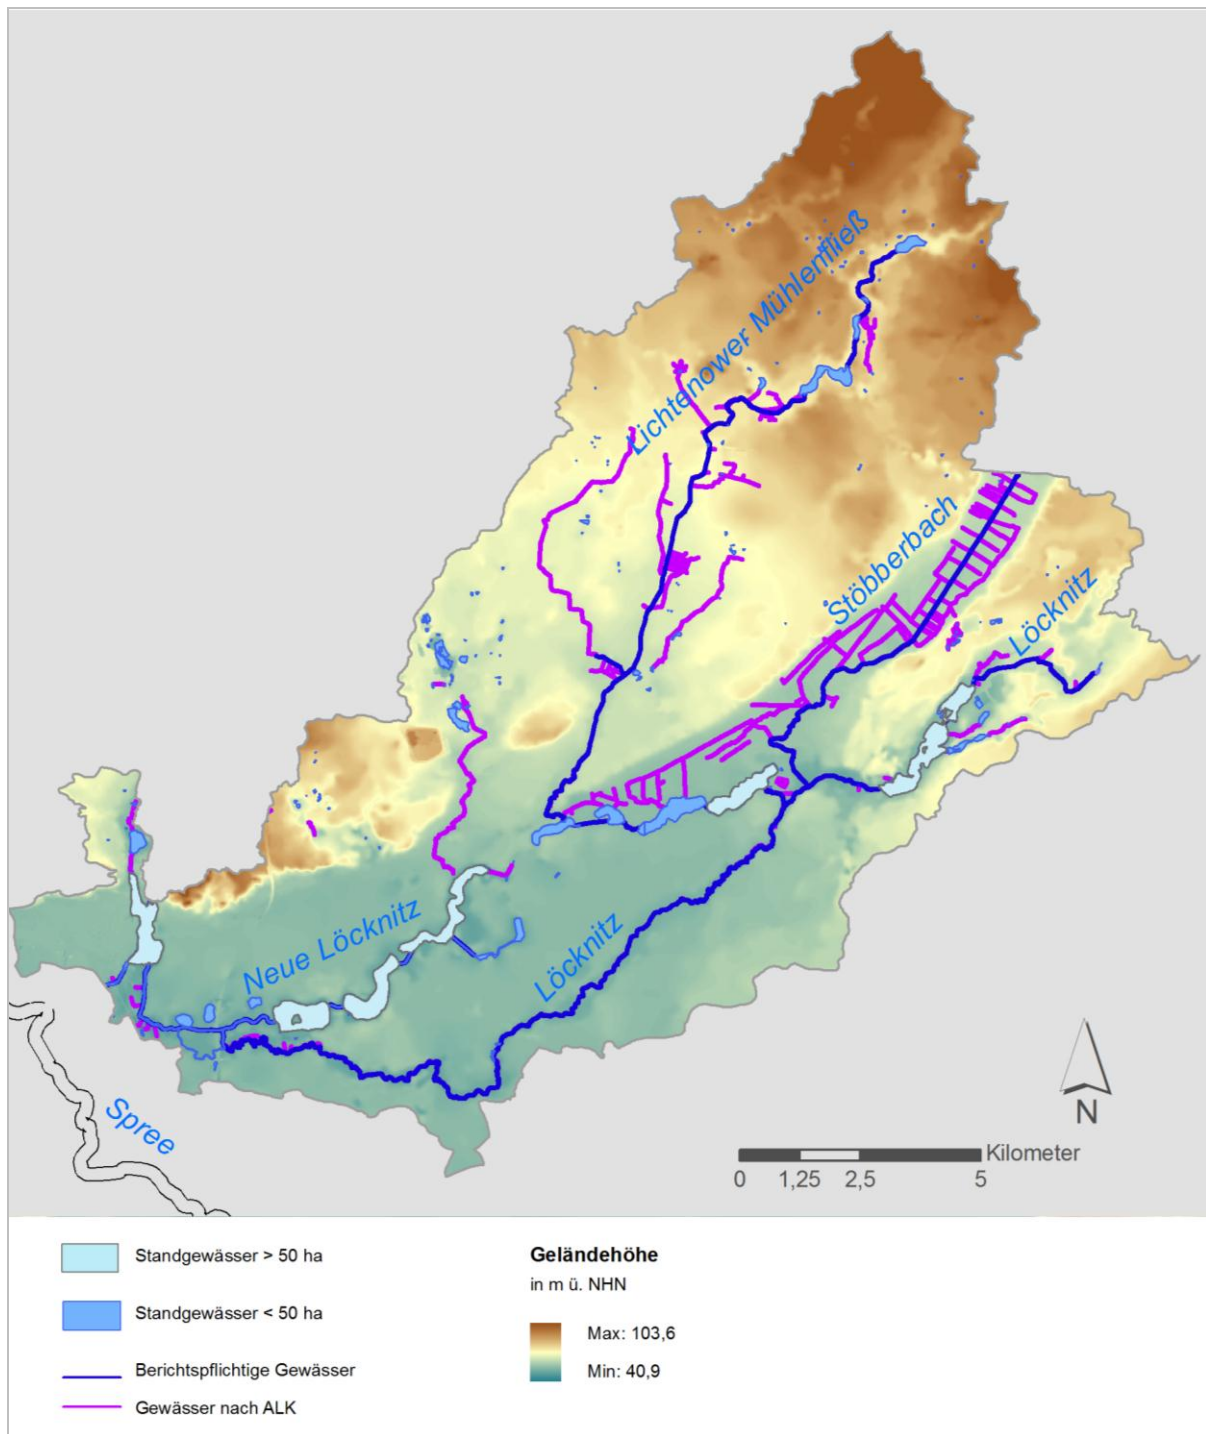 Lichtenower Mühlenfließ
Stöbberbach
Löcknitz
Neue Löcknitz
Löcknitz
Spree
N
Kilometer
0 1,25 2,5 5
Standgewässer > 50 ha
Standgewässer < 50 ha
Berichtspflichtige Gewässer
Gewässer nach ALK
Geländehöhe
in m ü. NHN
Max: 103,6
Min: 40,9